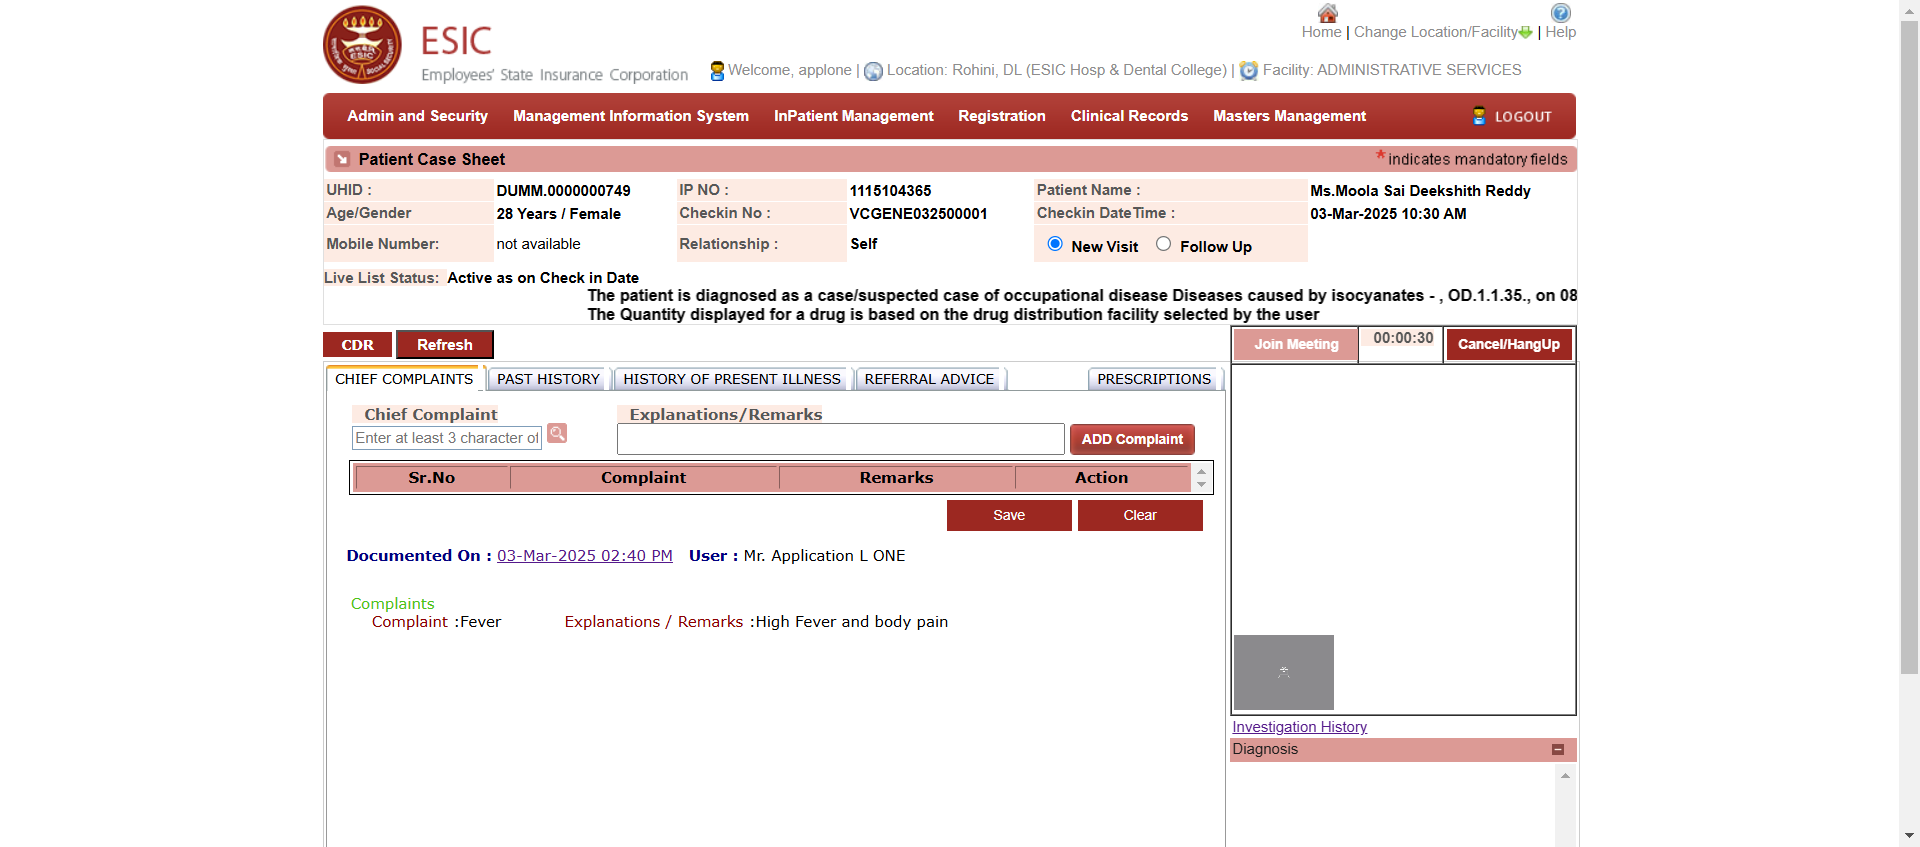 Home | Change Location/Facility | Help
ESIC
Employees' State Insurance Corporation
Welcome, applone | Location: Rohini, DL (ESIC Hosp & Dental College) | Facility: ADMINISTRATIVE SERVICES
Admin and Security Management Information System InPatient Management Registration Clinical Records Masters Management LOGOUT
Patient Case Sheet * indicates mandatory fields
UHID : DUMM.0000000749 IP NO : 1115104365 Patient Name : Ms.Moola Sai Deekshith Reddy
Age/Gender 28 Years / Female Checkin No : VCGENE032500001 Checkin DateTime : 03-Mar-2025 10:30 AM
Mobile Number: not available Relationship : Self New Visit Follow Up
Live List Status: Active as on Check in Date
The patient is diagnosed as a case/suspected case of occupational disease Diseases caused by isocyanates - , OD.1.1.35., on 08
The Quantity displayed for a drug is based on the drug distribution facility selected by the user
CDR Refresh Join Meeting 00:00:30 Cancel/HangUp
CHIEF COMPLAINTS PAST HISTORY HISTORY OF PRESENT ILLNESS REFERRAL ADVICE PRESCRIPTIONS
Chief Complaint Explanations/Remarks
Enter at least 3 character of ADD Complaint
Sr.No Complaint Remarks Action
Save Clear
Documented On : 03-Mar-2025 02:40 PM User : Mr. Application L ONE
Complaints
Complaint :Fever Explanations / Remarks :High Fever and body pain
Investigation History
Diagnosis